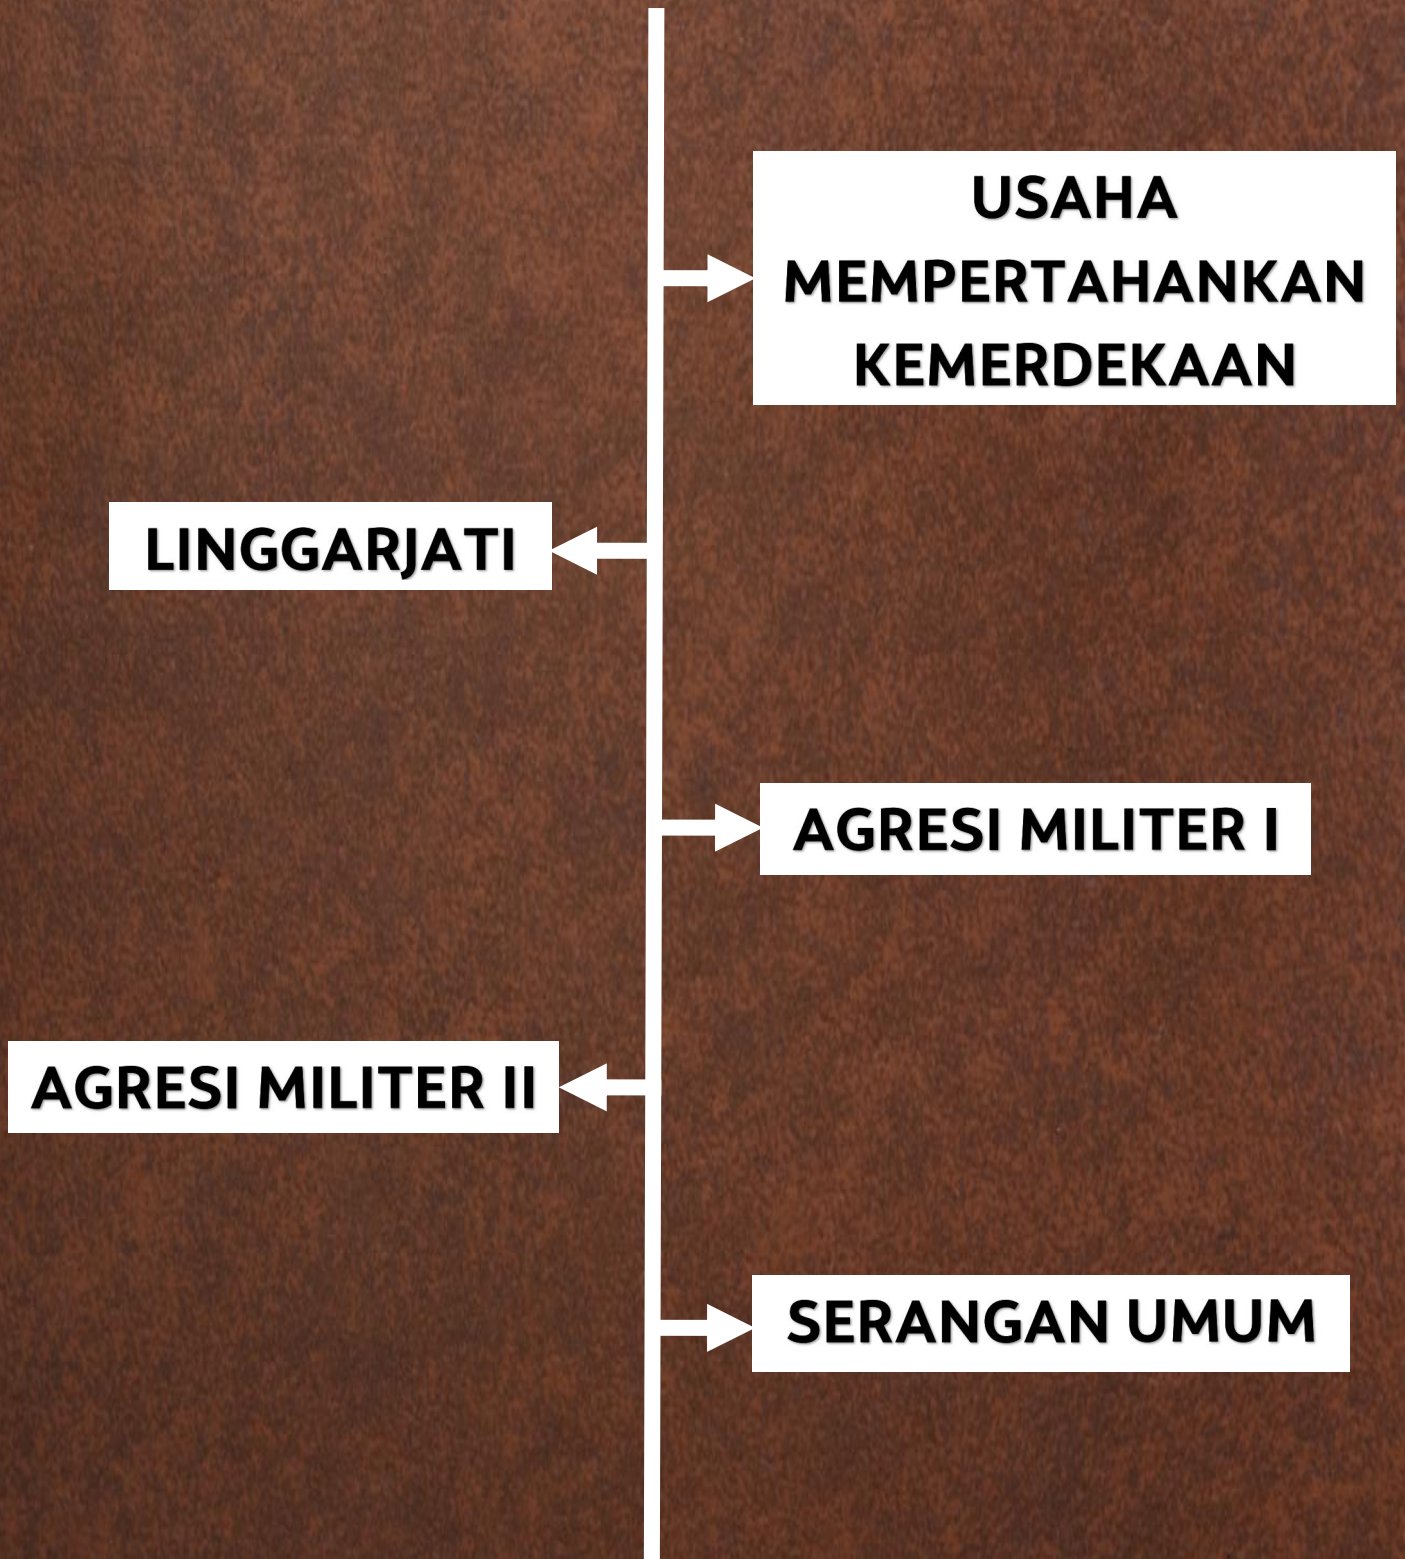 USAHA
MEMPERTAHANKAN
KEMERDEKAAN
LINGGARJATI
AGRESI MILITER I
AGRESI MILITER II
SERANGAN UMUM